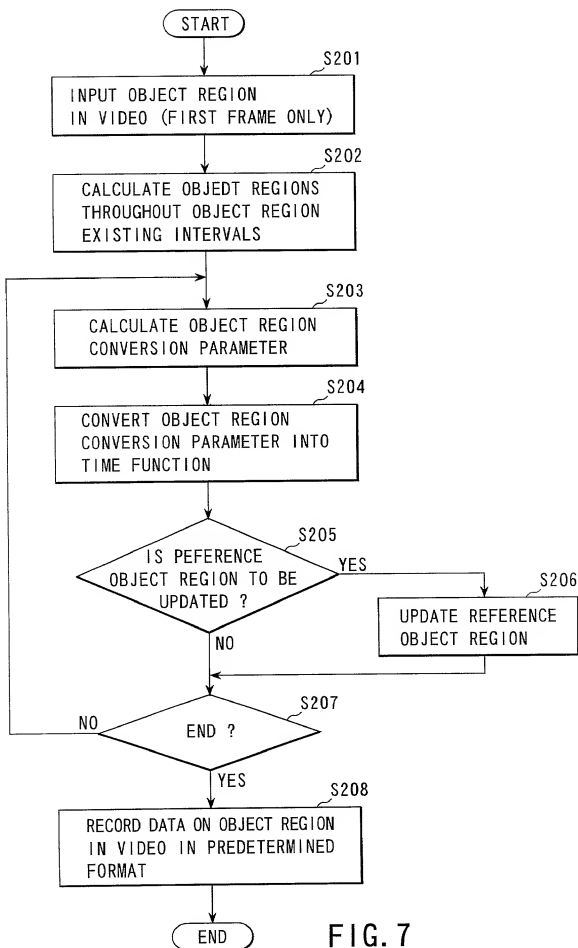 START
S201
INPUT OBJECT REGION
IN VIDEO (FIRST FRAME ONLY)
S202
CALCULATE OBJEDT REGIONS
THROUGHOUT OBJECT REGION
EXISTING INTERVALS
S203
CALCULATE OBJECT REGION
CONVERSION PARAMETER
S204
CONVERT OBJECT REGION
CONVERSION PARAMETER INTO
TIME FUNCTION
S205
IS PEFERENCE
OBJECT REGION TO BE
UPDATED ?
YES
S206
UPDATE REFERENCE
OBJECT REGION
NO
S207
END ?
NO
YES
S208
RECORD DATA ON OBJECT REGION
IN VIDEO IN PREDETERMINED
FORMAT
END
FIG. 7